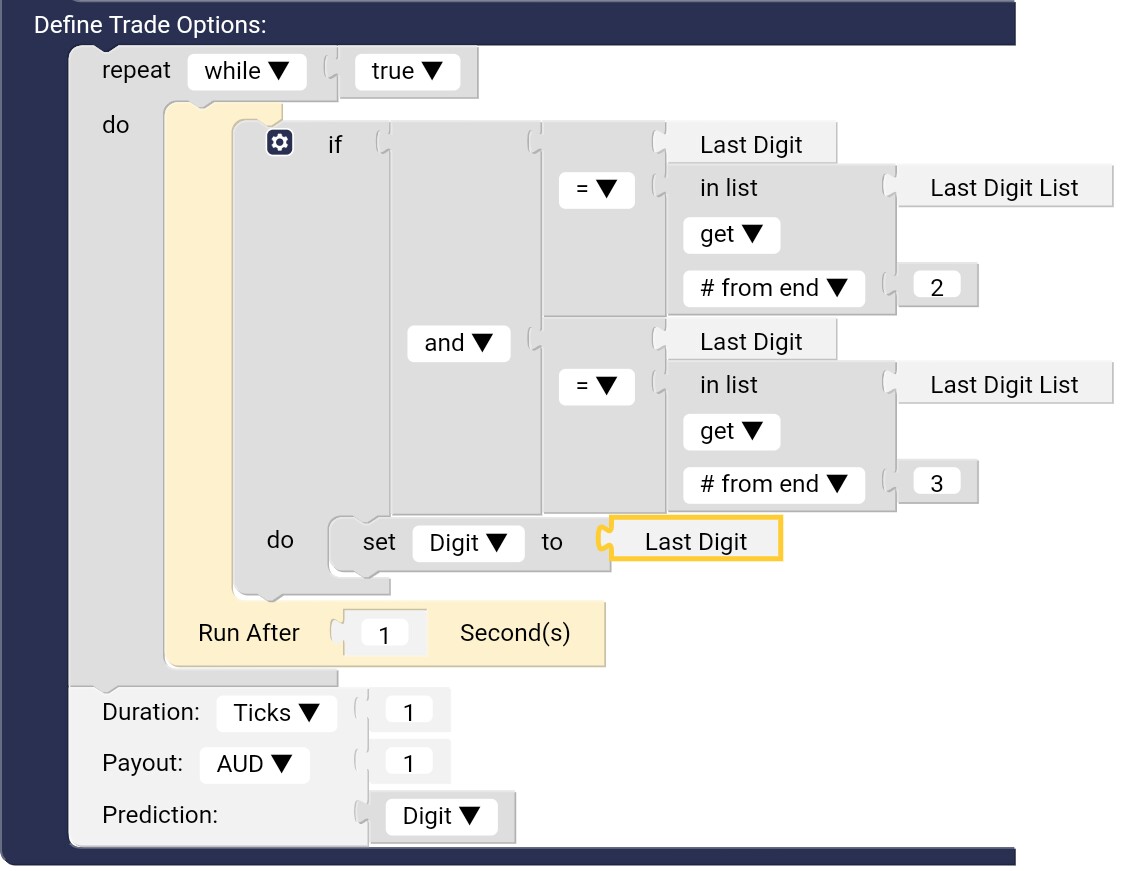 Define Trade Options:
repeat while ▼ true ▼
do
if Last Digit
= ▼ in list Last Digit List
get ▼
# from end ▼ 2
and ▼ Last Digit
= ▼ in list Last Digit List
get ▼
# from end ▼ 3
do set Digit ▼ to Last Digit
Run After 1 Second(s)
Duration: Ticks ▼ 1
Payout: AUD ▼ 1
Prediction: Digit ▼